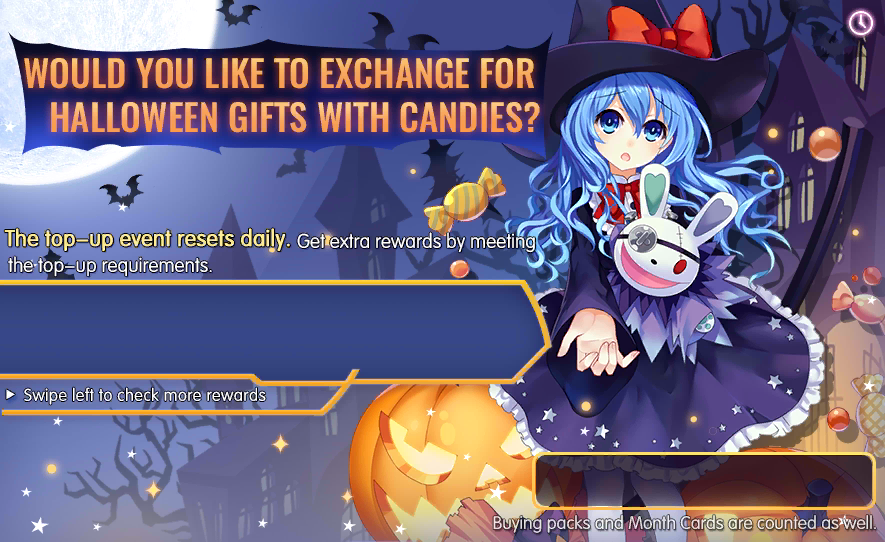 WOULD YOU LIKE TO EXCHANGE FOR
HALLOWEEN GIFTS WITH CANDIES?
The top-up event resets daily. Get extra rewards by meeting
the top-up requirements.
Swipe left to check more rewards
Buying packs and Month Cards are counted as well.